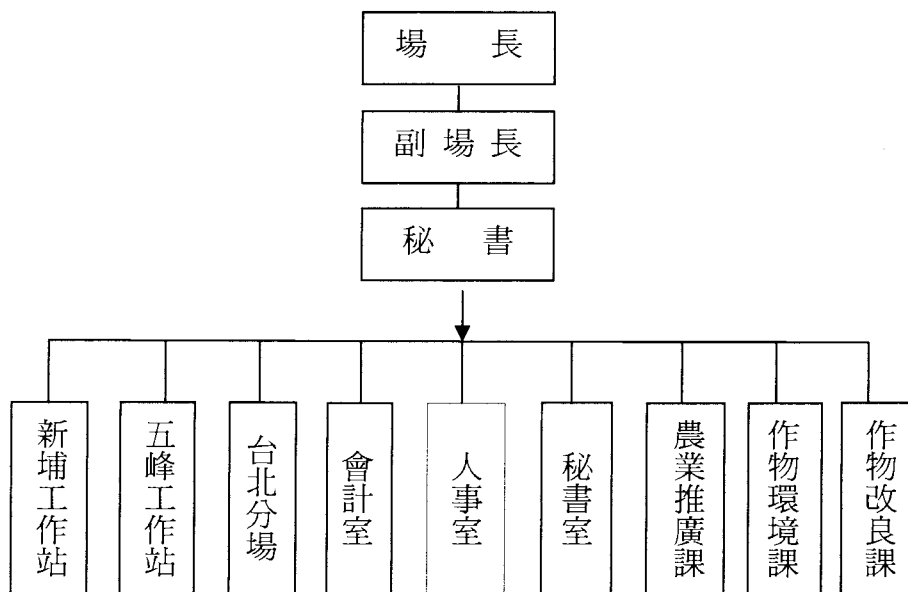 場長
副場長
秘書
新埔工作站
五峰工作站
台北分場
會計室
人事室
秘書室
農業推廣課
作物環境課
作物改良課